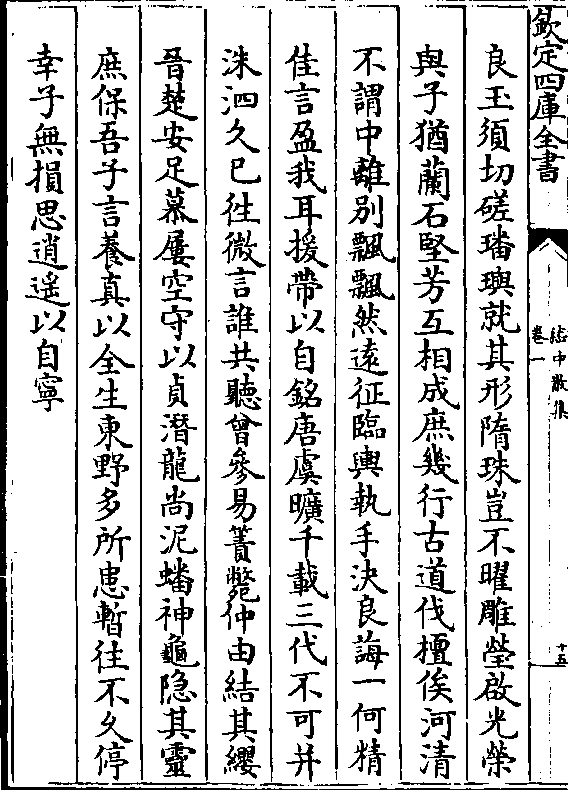 欽定四庫全書
嵇中散集
卷一
十五
良玉須切磋璠璵就其形隋珠豈不曜雕瑩啟光榮
與子猶蘭石堅芳互相成庶幾行古道伐檀俟河清
不謂中離別飄飄然遠征臨輿執手決良誨一何精
佳言盈我耳援帶以自銘唐虞曠千載三代不可并
洙泗久已往微言誰共聽曾參易簀斃仲由結其纓
晉楚安足慕屢空守以貞潛龍尚泥蟠神龜隱其靈
庶保吾子言養真以全生東野多所患暫往不久停
幸子無損思逍遙以自寧